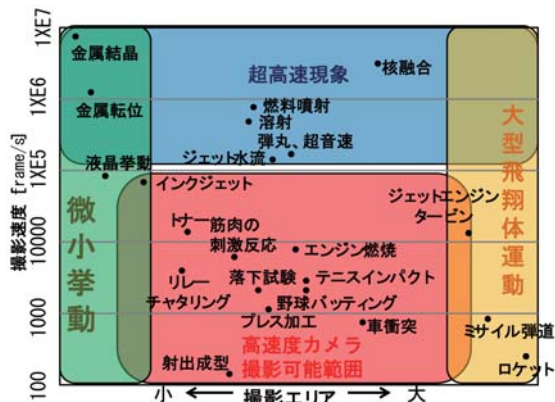 1XE7
1XE6
1XE5
10000
1000
100
撮影速度 [frame/s]
金属結晶
金属転位
液晶挙動
微小挙動
超高速現象
核融合
燃料噴射
溶射
弾丸、超音速
ジェット水流
インクジェット
トナー
筋肉の
刺激反応
ジェットエンジン
タービン
大型飛翔体運動
エンジン燃焼
リレー
チャタリング
落下試験
テニスインパクト
野球バッティング
プレス加工
車衝突
ミサイル弾道
ロケット
高速度カメラ
撮影可能範囲
射出成型
小 ←撮影エリア→ 大